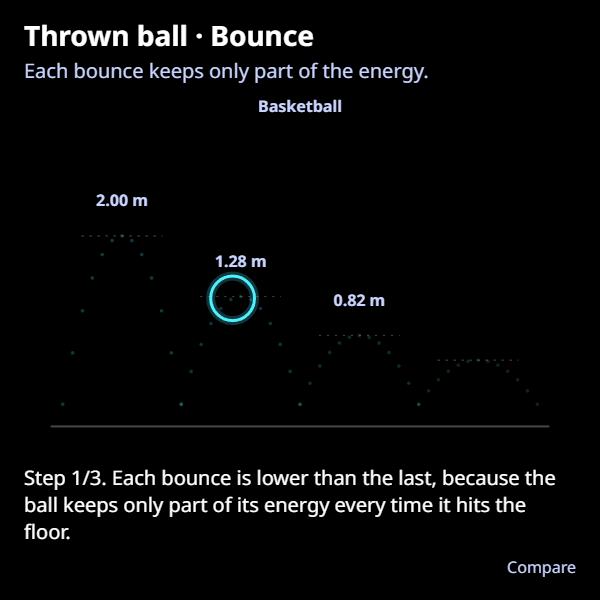 Thrown ball · Bounce
Each bounce keeps only part of the energy.
Basketball
2.00 m
1.28 m
0.82 m
Step 1/3. Each bounce is lower than the last, because the
ball keeps only part of its energy every time it hits the
floor.
Compare